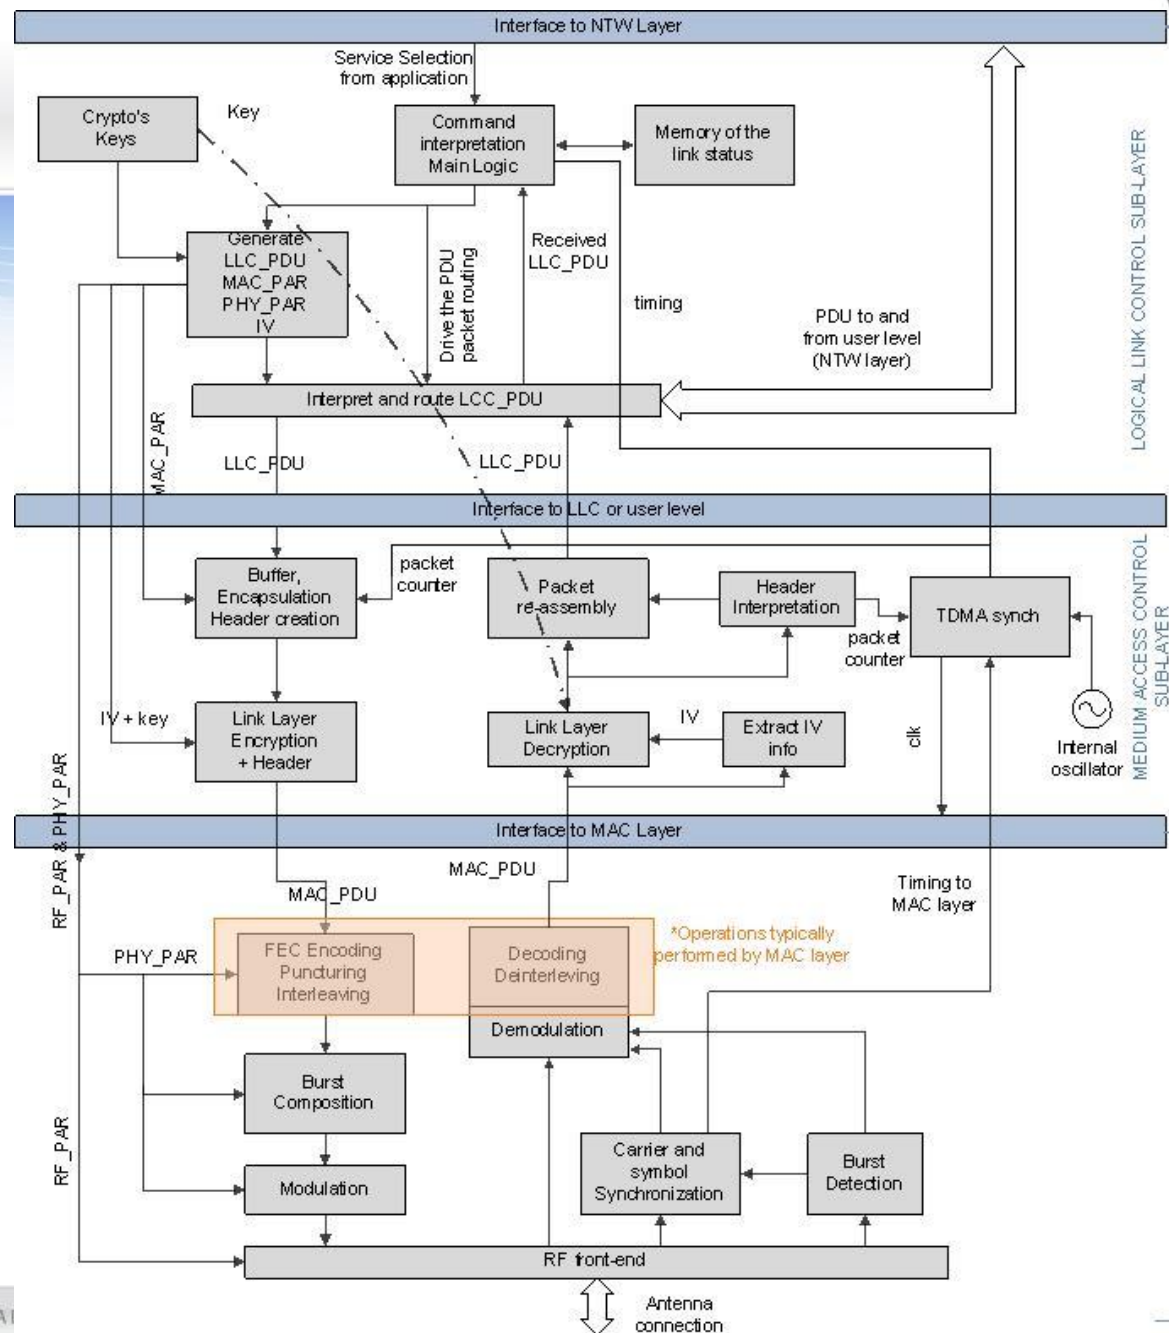 Interface to NTW Layer
Service Selection
from application
Crypto's
Keys
Key
Command
interpretation
Main Logic
Memory of the
link status
LOGICAL LINK CONTROL SUB-LAYER
Generate
LLC_PDU
MAC_PAR
PHY_PAR
IV
Drive the PDU
packet routing
Received
LLC_PDU
timing
PDU to and
from user level
(NTW layer)
Interpret and route LCC_PDU
MAC_PAR
LLC_PDU
LLC_PDU
Interface to LLC or user level
Buffer,
Encapsulation
Header creation
packet
counter
Packet
re-assembly
Header
Interpretation
packet
counter
TDMA synch
MEDIUM ACCESS CONTROL
SUB-LAYER
IV + key
Link Layer
Encryption
+ Header
Link Layer
Decryption
IV
Extract IV
info
clk
Internal
oscillator
RF_PAR & PHY_PAR
Interface to MAC Layer
MAC_PDU
MAC_PDU
Timing to
MAC layer
*Operations typically
performed by MAC layer
PHY_PAR
FEC Encoding
Puncturing
Interleaving
Decoding
Deinterleving
Demodulation
Burst
Composition
RF_PAR
Modulation
Carrier and
symbol
Synchronization
Burst
Detection
RF front-end
Antenna
connection